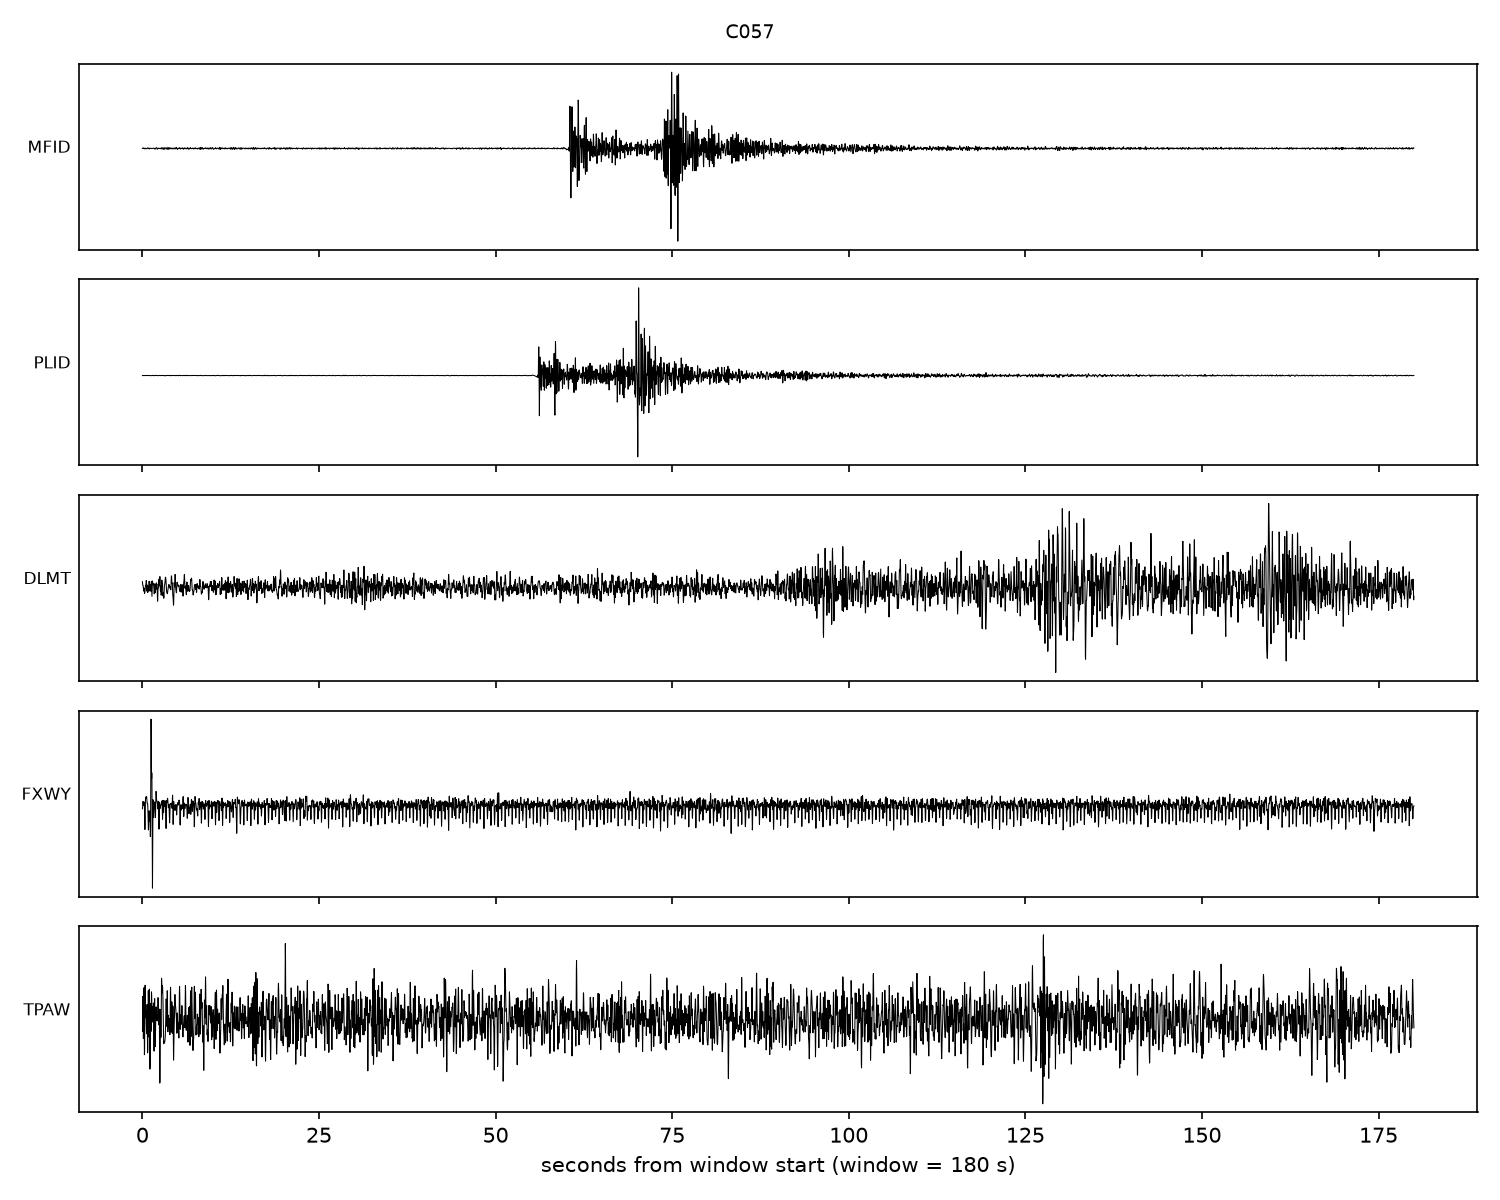 C057
MFID
PLID
DLMT
FXWY
TPAW
0 25 50 75 100 125 150 175
seconds from window start (window = 180 s)